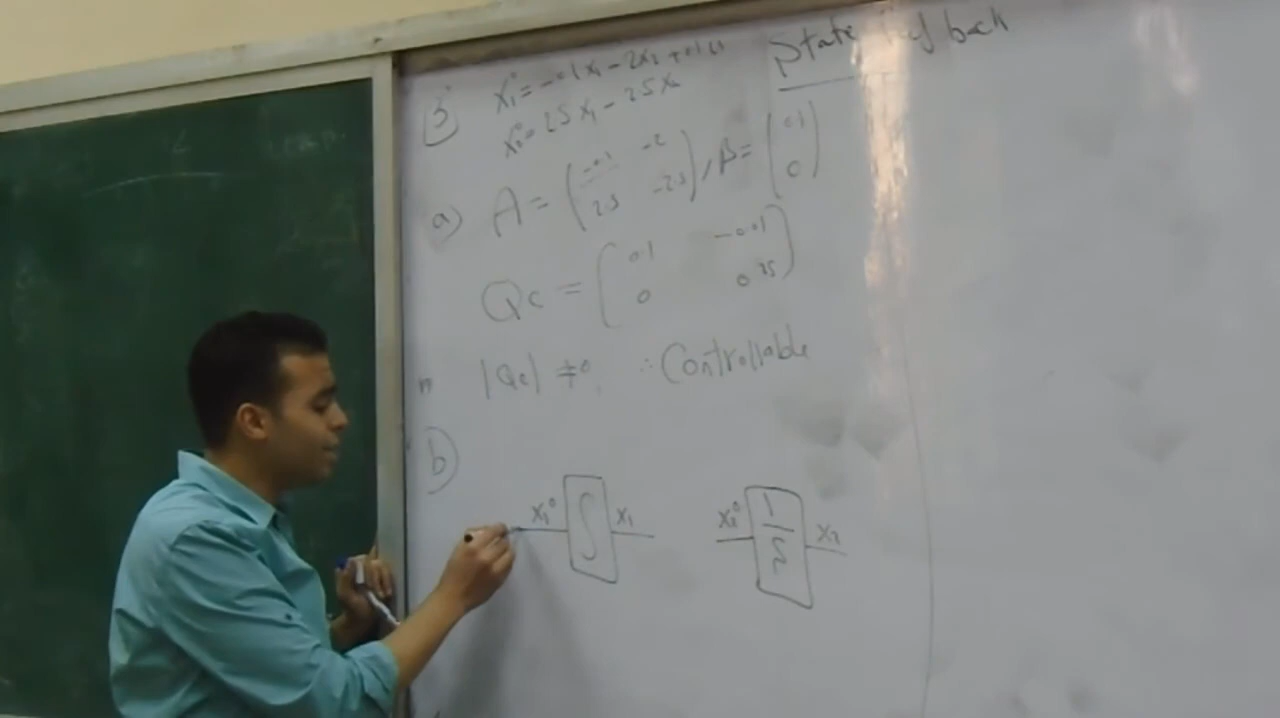 State back
3 x₁° = -0.1x₁ - 2x₂ + 0.1u
x₂° = 2.5x₁ - 2.5x₂
a) A = (-0.1 -2 / 2.5 -2.5), B = (0.1 / 0)
Qc = (0.1 -0.01 / 0 0.25)
|Qc| ≠ 0 ∴ Controllable
b)
x₁° ∫ x₁ x₂° 1/S x₂